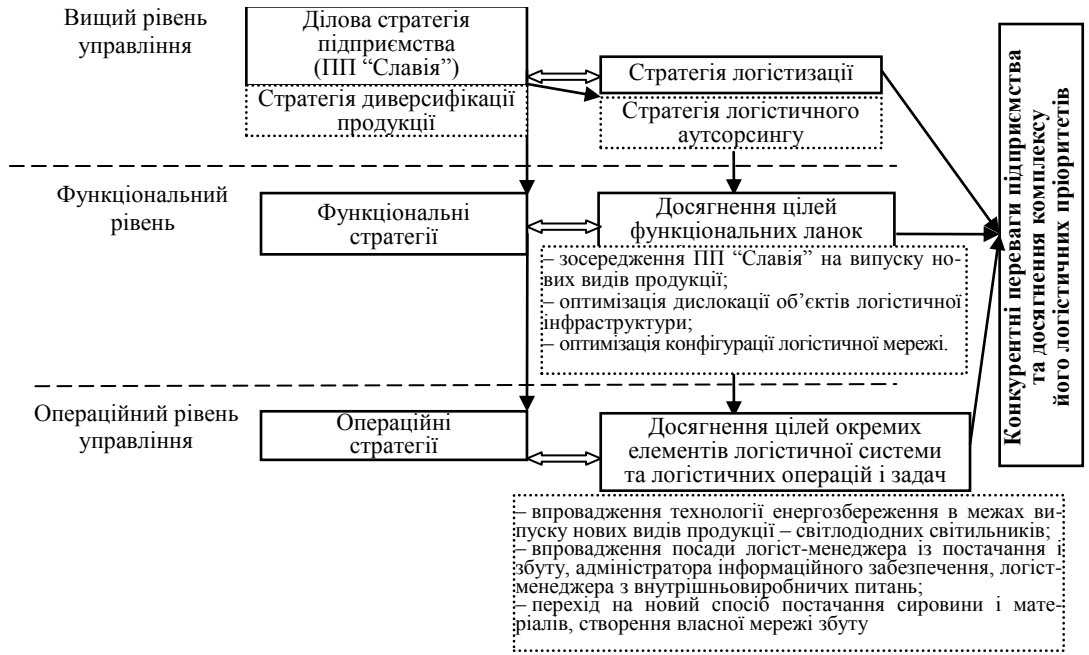 Вищий рівень
управління
Ділова стратегія
підприємства
(ПП “Славія”)
Стратегія диверсифікації
продукції
Стратегія логістизації
Стратегія логістичного
аутсорсингу
Функціональний
рівень
Функціональні
стратегії
Досягнення цілей
функціональних ланок
– зосередження ПП “Славія” на випуску но-
вих видів продукції;
– оптимізація дислокації об’єктів логістичної
інфраструктури;
– оптимізація конфігурації логістичної мережі.
Операційний рівень
управління
Операційні
стратегії
Досягнення цілей окремих
елементів логістичної системи
та логістичних операцій і задач
– впровадження технології енергозбереження в межах ви-
пуску нових видів продукції – світлодіодних світильників;
– впровадження посади логіст-менеджера із постачання і
збуту, адміністратора інформаційного забезпечення, логіст-
менеджера з внутрішньовиробничих питань;
– перехід на новий спосіб постачання сировини і мате-
ріалів, створення власної мережі збуту
Конкурентні переваги підприємства
та досягнення комплексу
його логістичних пріоритетів